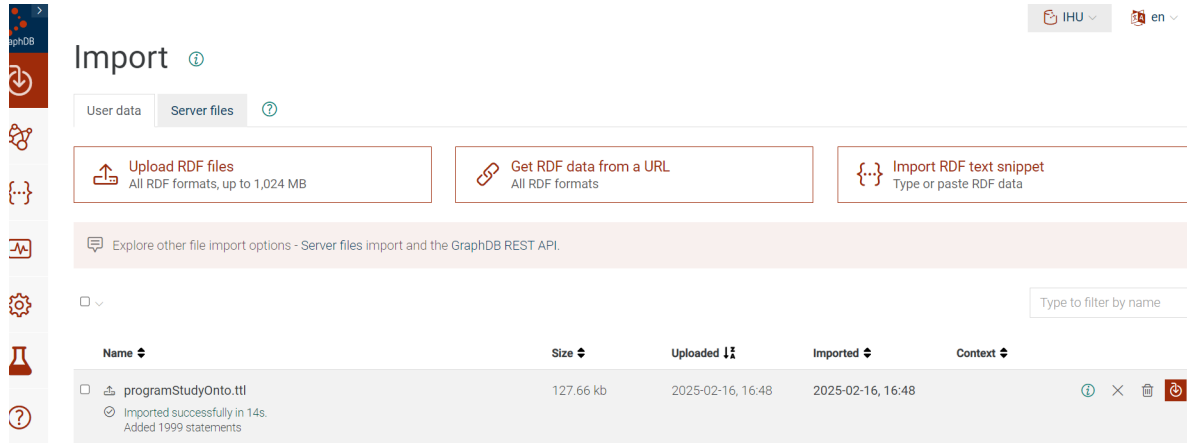 IHU
en
aphDB
Import
User data
Server files
Upload RDF files
All RDF formats, up to 1,024 MB
Get RDF data from a URL
All RDF formats
Import RDF text snippet
Type or paste RDF data
Explore other file import options - Server files import and the GraphDB REST API.
Type to filter by name
Name Size Uploaded Imported Context
programStudyOnto.ttl 127.66 kb 2025-02-16, 16:48 2025-02-16, 16:48
Imported successfully in 14s.
Added 1999 statements